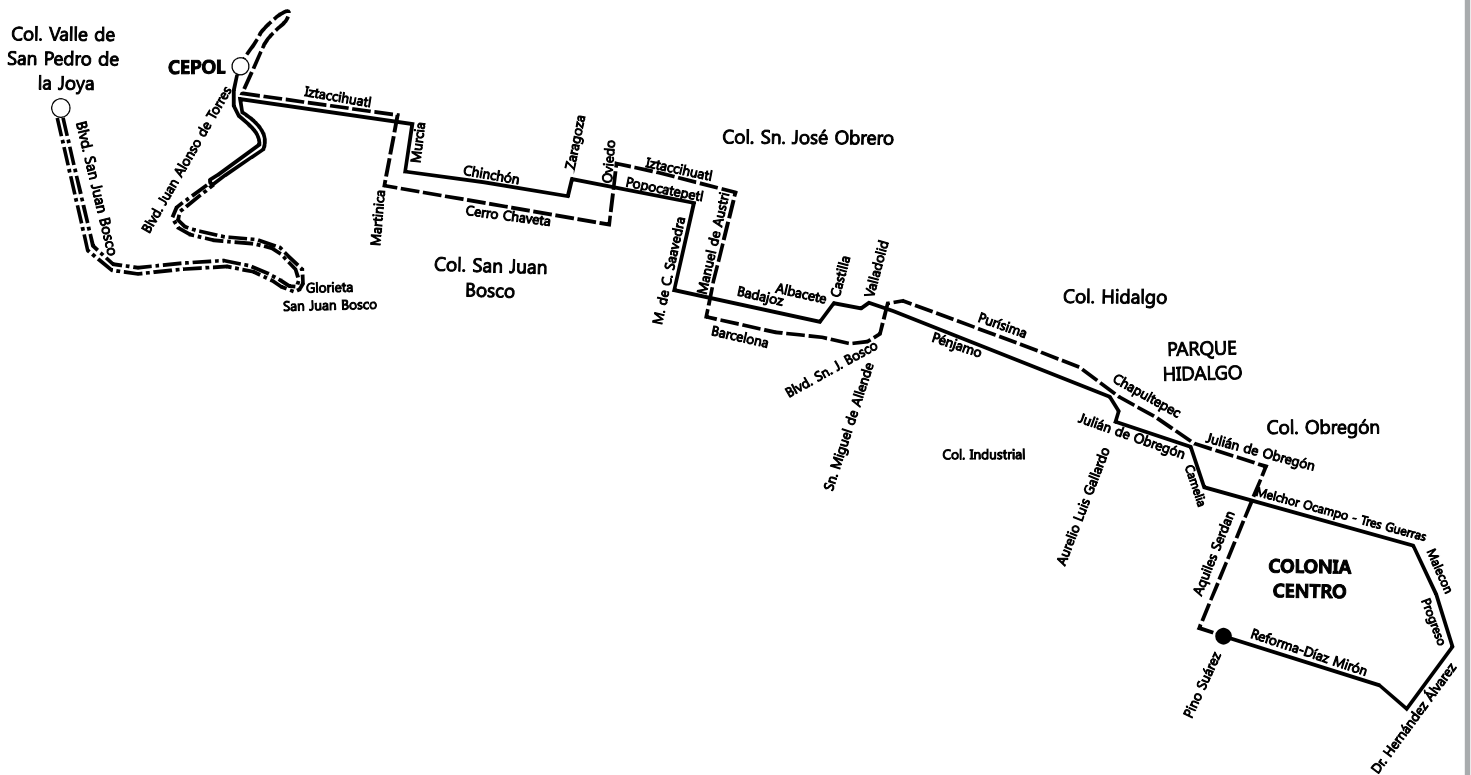 Col. Valle de
San Pedro de
la Joya
CEPOL
Blvd. San Juan Bosco
Blvd. Juan Alonso de Torres
Glorieta
San Juan Bosco
Iztaccihuatl
Murcia
Martinica
Chinchón
Cerro Chaveta
Zaragoza
Oviedo
Col. San Juan
Bosco
Col. Sn. José Obrero
Iztaccihuatl
Popocatepetl
M. de C. Saavedra
Manuel de Austri
Badajoz
Albacete
Castilla
Valladolid
Barcelona
Blvd. Sn. J. Bosco
Sn. Miguel de Allende
Col. Hidalgo
Purísima
Pénjamo
PARQUE
HIDALGO
Chapultepec
Julián de Obregón
Col. Industrial
Aurelio Luis Gallardo
Col. Obregón
Julián de Obregón
Camelia
Melchor Ocampo - Tres Guerras
Aquiles Serdan
COLONIA
CENTRO
Malecon
Progreso
Reforma-Díaz Mirón
Pino Suárez
Dr. Hernández Álvarez